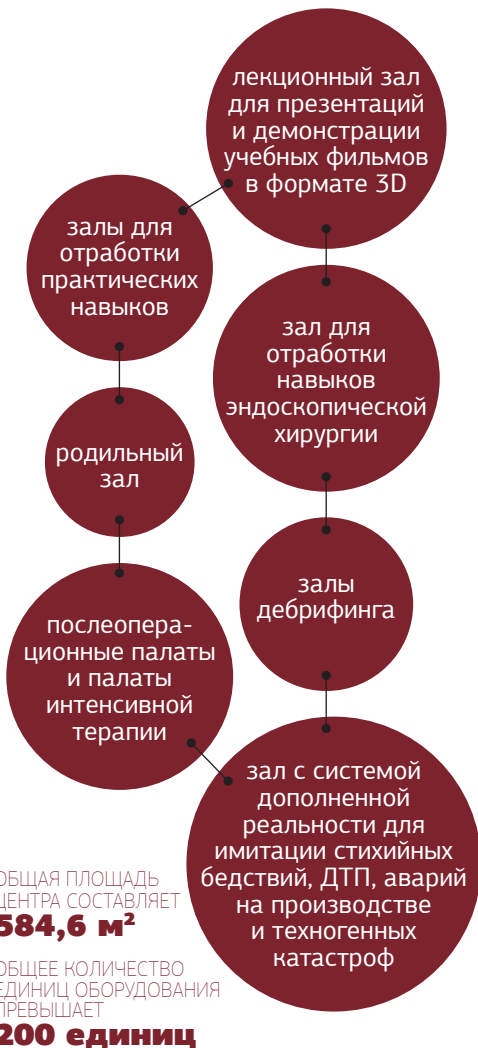 лекционный зал
для презентаций
и демонстрации
учебных фильмов
в формате 3D
залы для
отработки
практических
навыков
зал для
отработки
навыков
эндоскопической
хирургии
родильный
зал
залы
дебрифинга
послеопера-
ционные палаты
и палаты
интенсивной
терапии
зал с системой
дополненной
реальности для
имитации стихийных
бедствий, ДТП, аварий
на производстве
и техногенных
катастроф
ОБЩАЯ ПЛОЩАДЬ
ЦЕНТРА СОСТАВЛЯЕТ
584,6 м²
ОБЩЕЕ КОЛИЧЕСТВО
ЕДИНИЦ ОБОРУДОВАНИЯ
ПРЕВЫШАЕТ
200 единиц